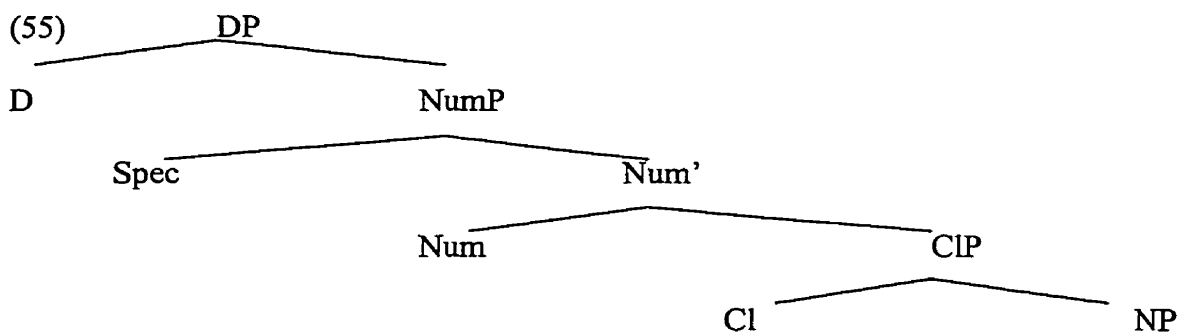 (55) DP
D NumP
Spec Num’
Num ClP
Cl NP